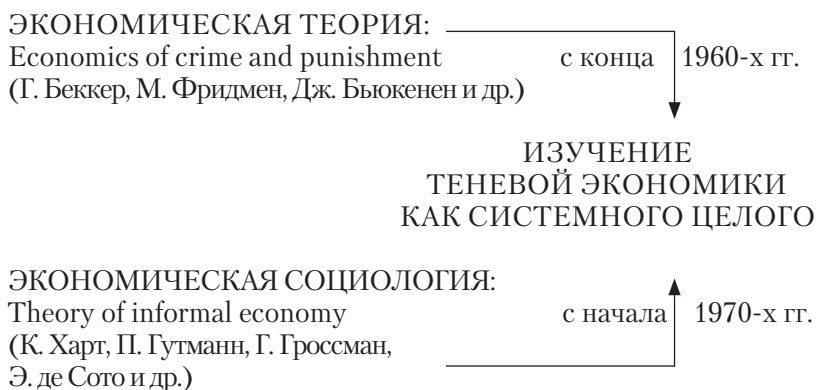 ЭКОНОМИЧЕСКАЯ ТЕОРИЯ:
Economics of crime and punishment с конца 1960-х гг.
(Г. Беккер, М. Фридмен, Дж. Бьюкенен и др.)
ИЗУЧЕНИЕ
ТЕНЕВОЙ ЭКОНОМИКИ
КАК СИСТЕМНОГО ЦЕЛОГО
ЭКОНОМИЧЕСКАЯ СОЦИОЛОГИЯ:
Theory of informal economy с начала 1970-х гг.
(К. Харт, П. Гутманн, Г. Гроссман,
Э. де Сото и др.)